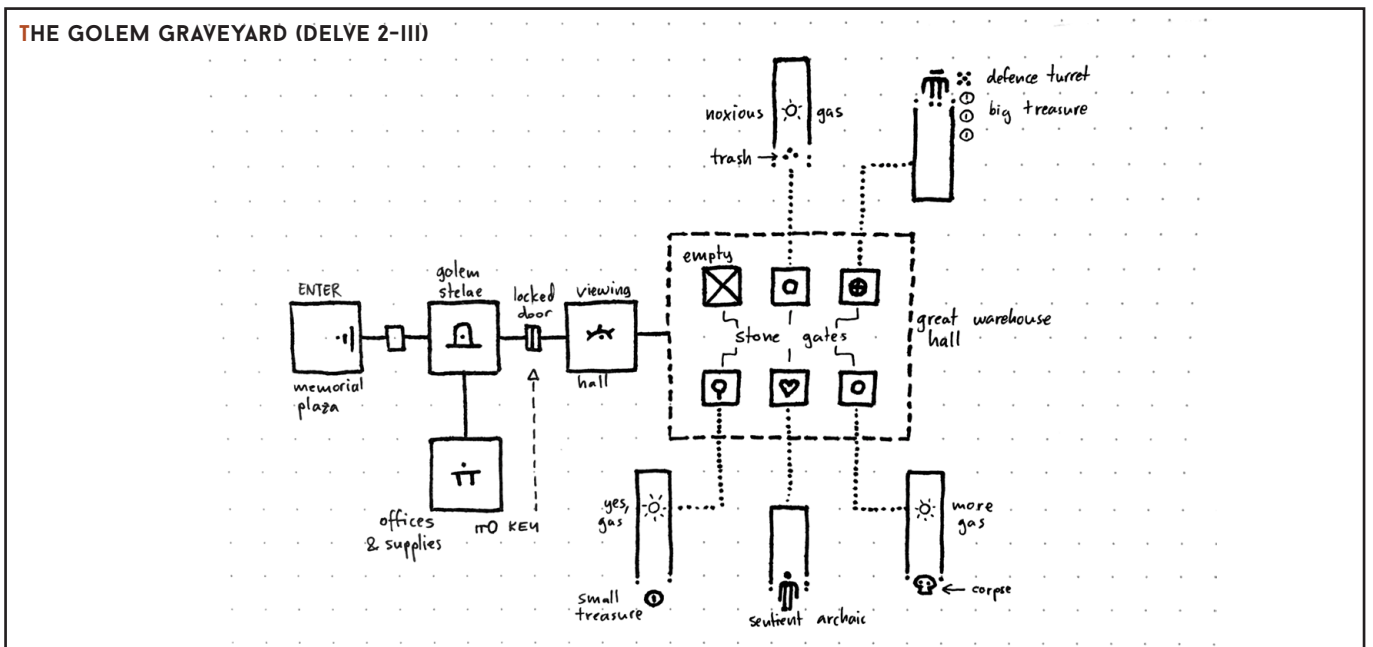 THE GOLEM GRAVEYARD (DELVE 2-III)
noxious gas
trash
defence turret
big treasure
ENTER
memorial
plaza
golem
stelae
locked
door
viewing
hall
empty
stone gates
great warehouse
hall
offices
& supplies
KEY
yes,
gas
small
treasure
sentient archaic
more
gas
corpse